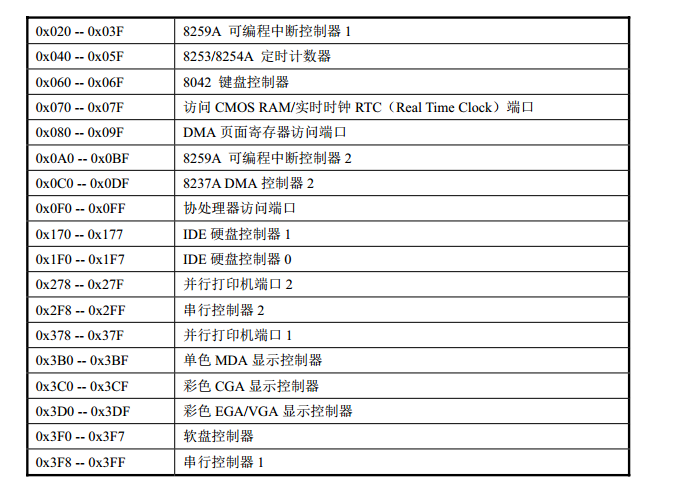 0x020 -- 0x03F 8259A 可编程中断控制器 1
0x040 -- 0x05F 8253/8254A 定时计数器
0x060 -- 0x06F 8042 键盘控制器
0x070 -- 0x07F 访问 CMOS RAM/实时时钟 RTC（Real Time Clock）端口
0x080 -- 0x09F DMA 页面寄存器访问端口
0x0A0 -- 0x0BF 8259A 可编程中断控制器 2
0x0C0 -- 0x0DF 8237A DMA 控制器 2
0x0F0 -- 0x0FF 协处理器访问端口
0x170 -- 0x177 IDE 硬盘控制器 1
0x1F0 -- 0x1F7 IDE 硬盘控制器 0
0x278 -- 0x27F 并行打印机端口 2
0x2F8 -- 0x2FF 串行控制器 2
0x378 -- 0x37F 并行打印机端口 1
0x3B0 -- 0x3BF 单色 MDA 显示控制器
0x3C0 -- 0x3CF 彩色 CGA 显示控制器
0x3D0 -- 0x3DF 彩色 EGA/VGA 显示控制器
0x3F0 -- 0x3F7 软盘控制器
0x3F8 -- 0x3FF 串行控制器 1